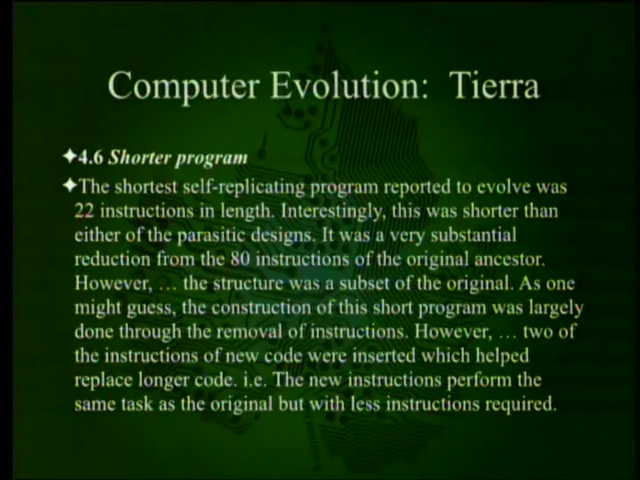 Computer Evolution: Tierra
✦4.6 Shorter program
✦The shortest self-replicating program reported to evolve was
22 instructions in length. Interestingly, this was shorter than
either of the parasitic designs. It was a very substantial
reduction from the 80 instructions of the original ancestor.
However, … the structure was a subset of the original. As one
might guess, the construction of this short program was largely
done through the removal of instructions. However, … two of
the instructions of new code were inserted which helped
replace longer code. i.e. The new instructions perform the
same task as the original but with less instructions required.